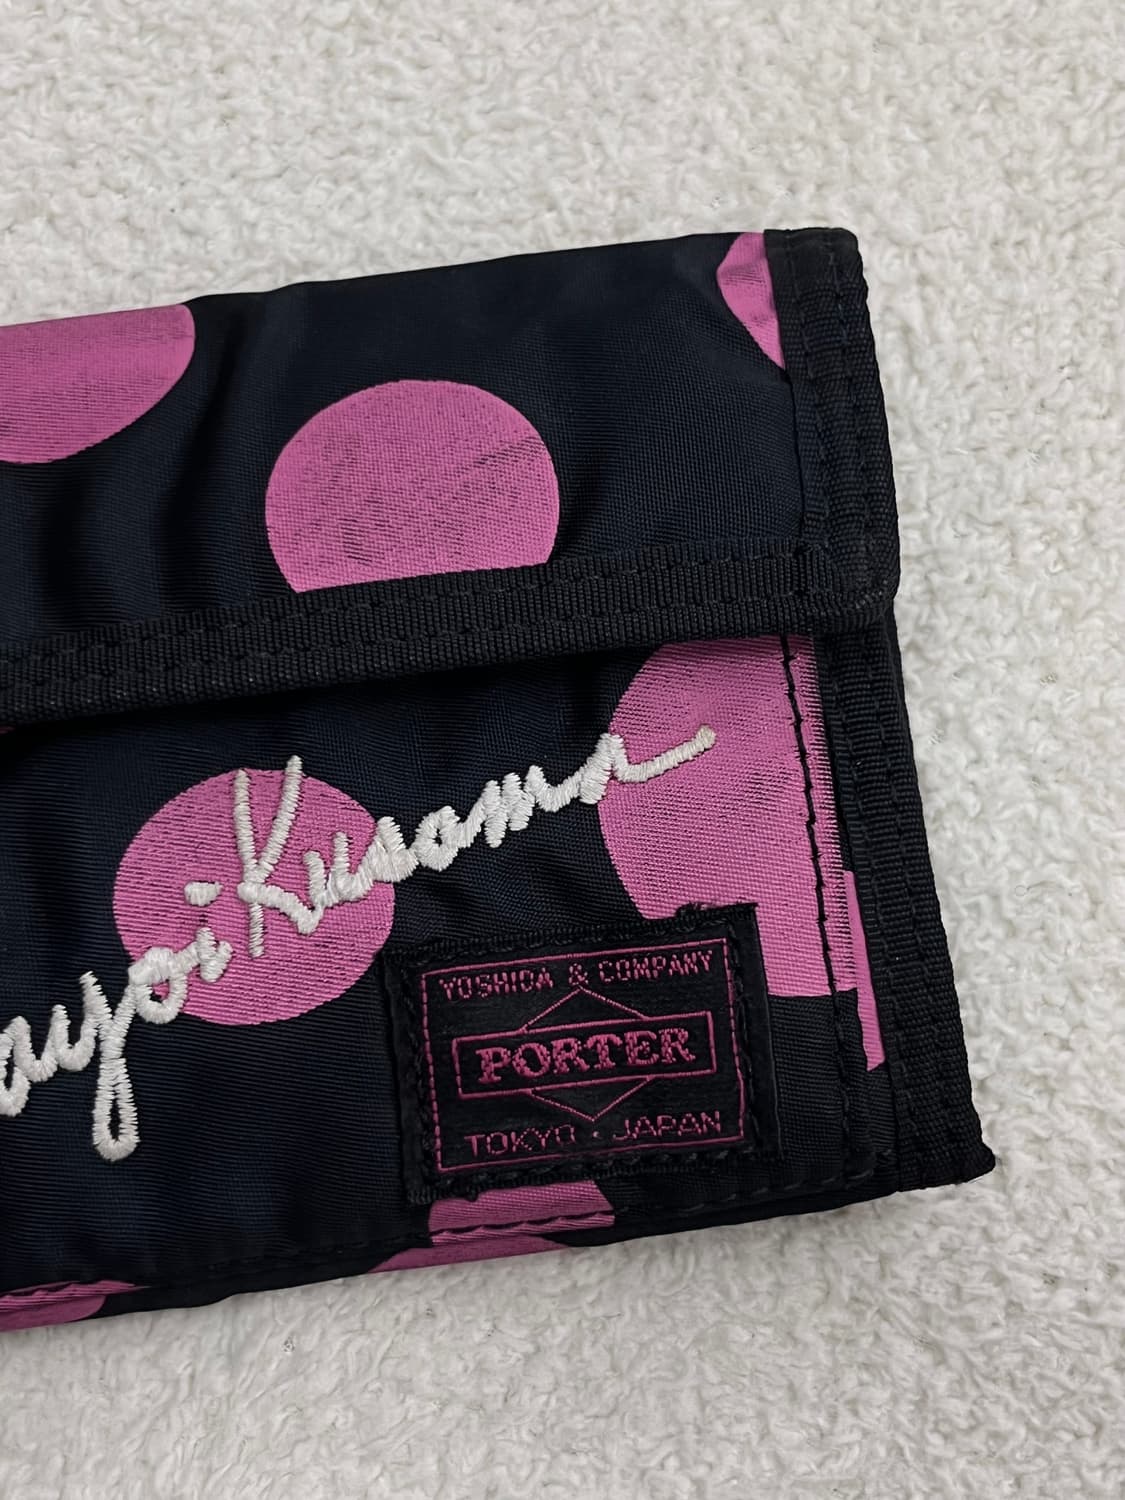 ayoi Kusama
YOSHIDA & COMPANY
PORTER
TOKYO · JAPAN